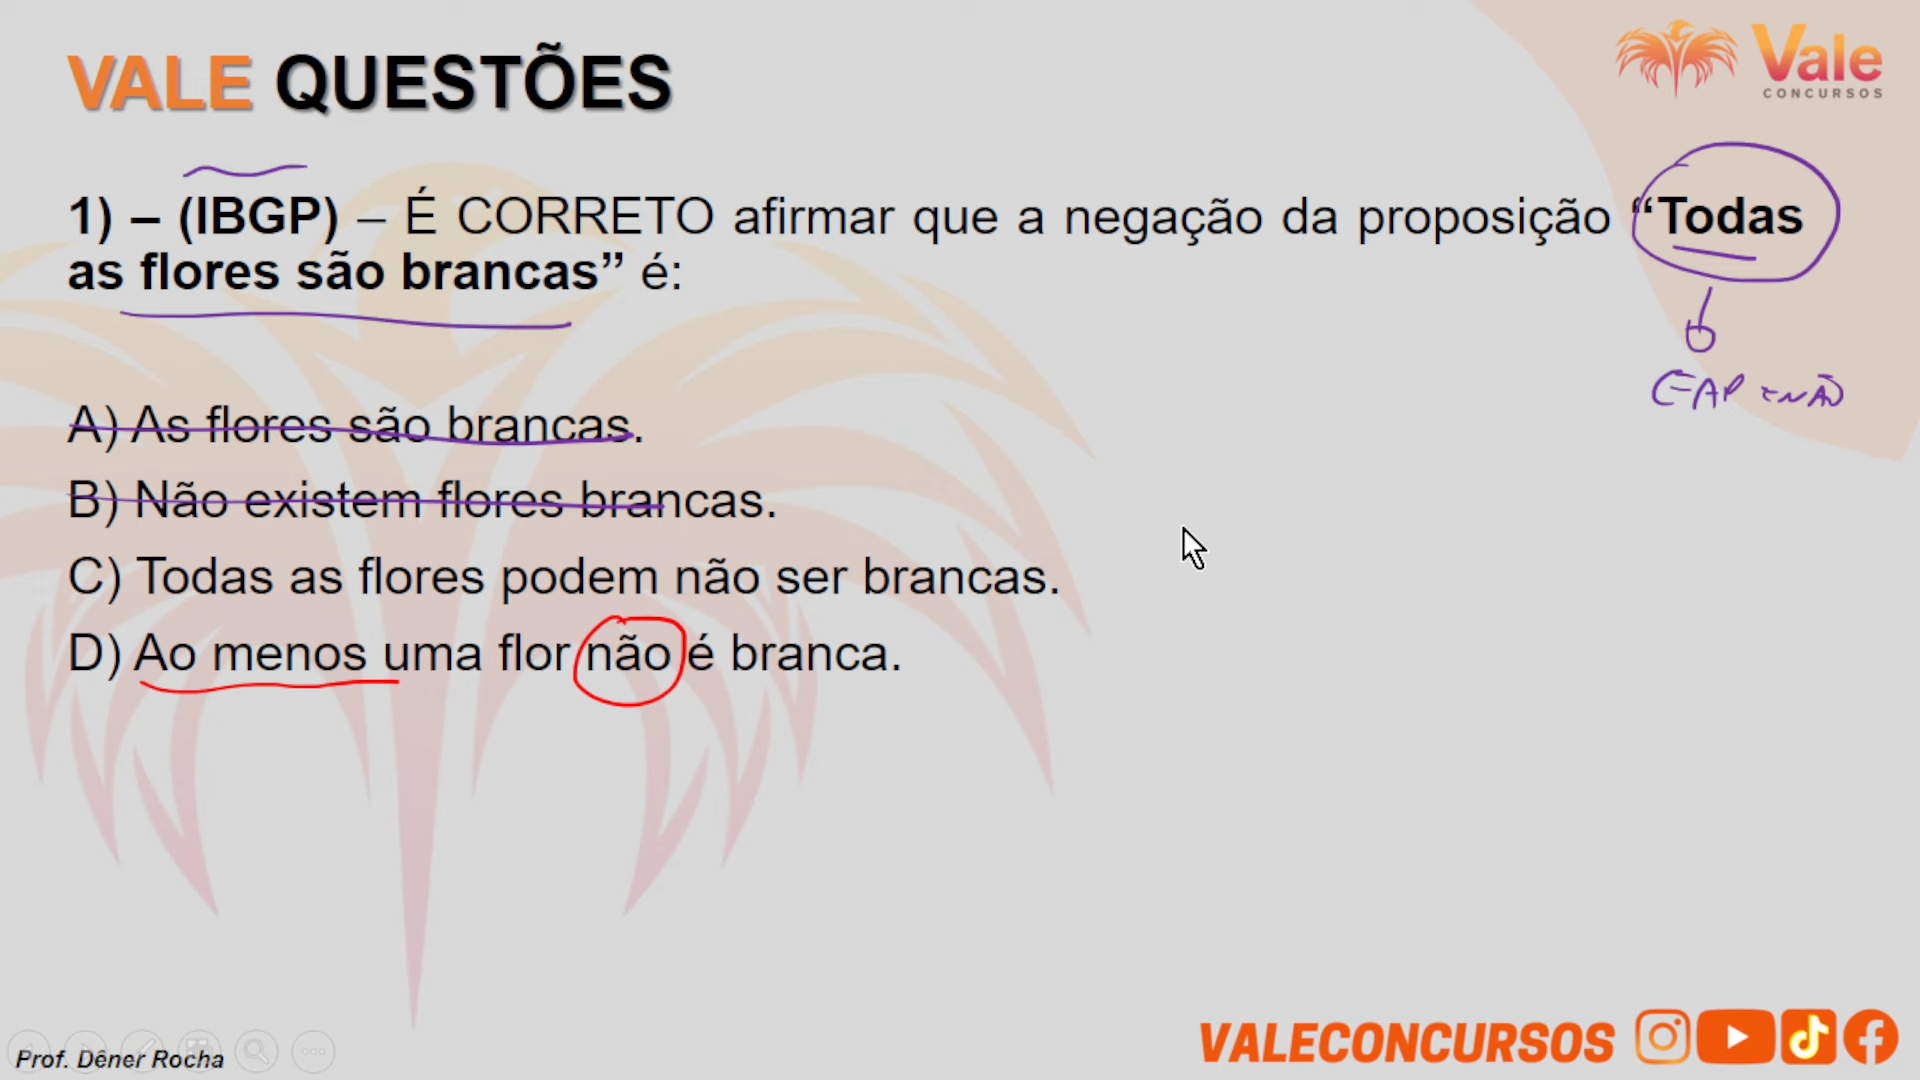 VALE QUESTÕES
Vale
CONCURSOS
1) – (IBGP) – É CORRETO afirmar que a negação da proposição “Todas
as flores são brancas” é:
EAP + NÃO
A) As flores são brancas.
B) Não existem flores brancas.
C) Todas as flores podem não ser brancas.
D) Ao menos uma flor não é branca.
Prof. Dêner Rocha
VALECONCURSOS